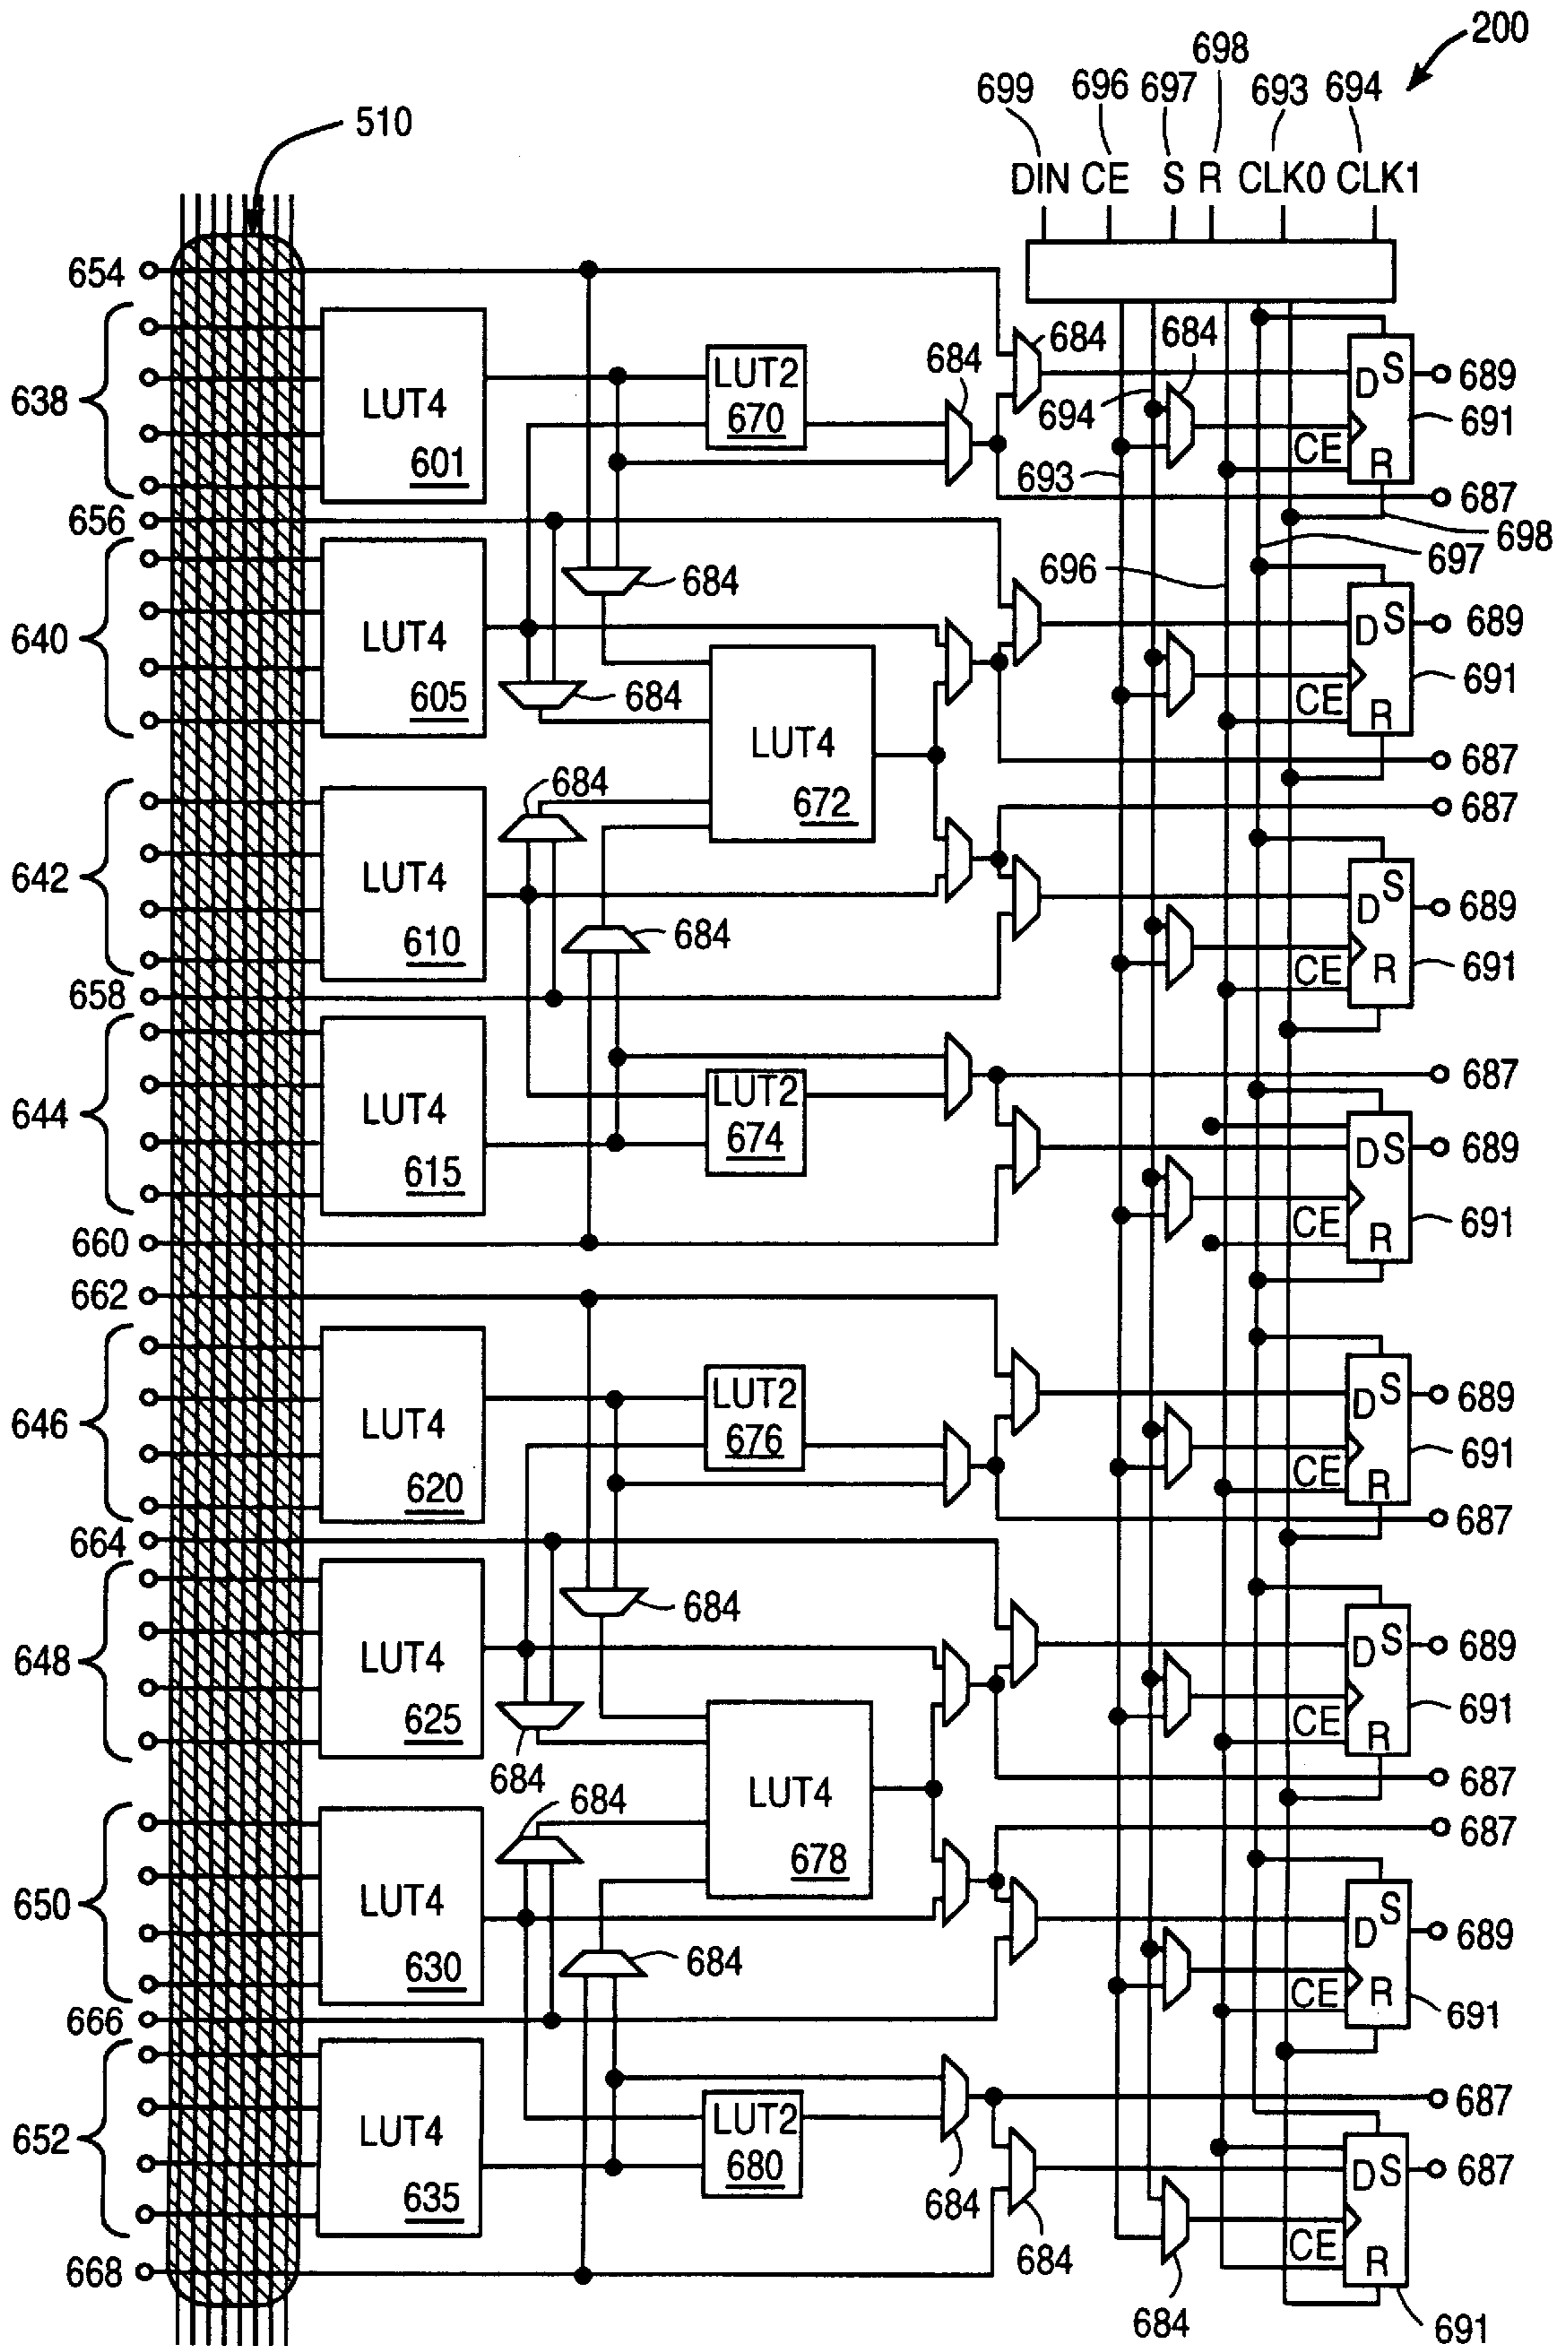 200
698
699 696 697 693 694
510
DIN CE S R CLK0 CLK1
654
684 684 684
638 LUT4 601 LUT2 670 694 D S 689
691
CE R
693
687
656
698
697
696
684
640 LUT4 605 684 D S 689
691
CE R
LUT4 672
687
684
687
642 LUT4 610 684 D S 689
691
CE R
658
687
644 LUT4 615 LUT2 674 D S 689
691
CE R
660
662
646 LUT4 620 LUT2 676 D S 689
691
CE R
687
664
684
648 LUT4 625 D S 689
691
CE R
684
LUT4 678
687
684
687
650 LUT4 630 684 D S 689
691
CE R
666
687
652 LUT4 635 LUT2 680 D S 687
684
CE R
684
668
684
691